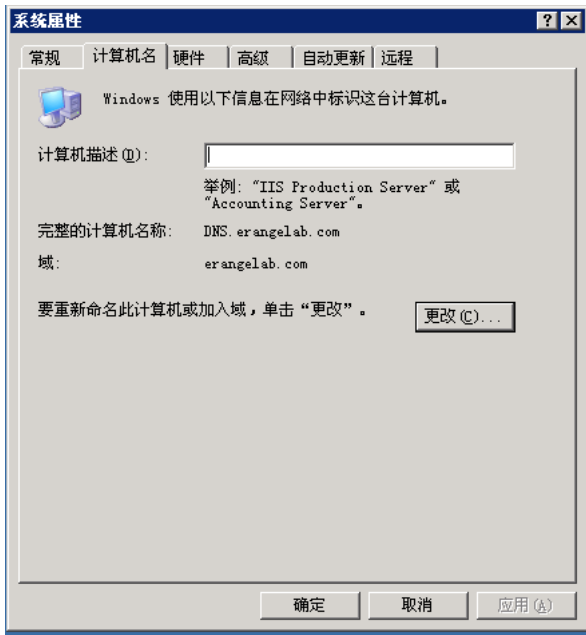 系统属性
常规 计算机名 硬件 高级 自动更新 远程
Windows 使用以下信息在网络中标识这台计算机。
计算机描述(D):
举例: "IIS Production Server" 或
"Accounting Server"。
完整的计算机名称: DNS.erangelab.com
域: erangelab.com
要重新命名此计算机或加入域，单击“更改”。 更改(C)...
确定 取消 应用(A)